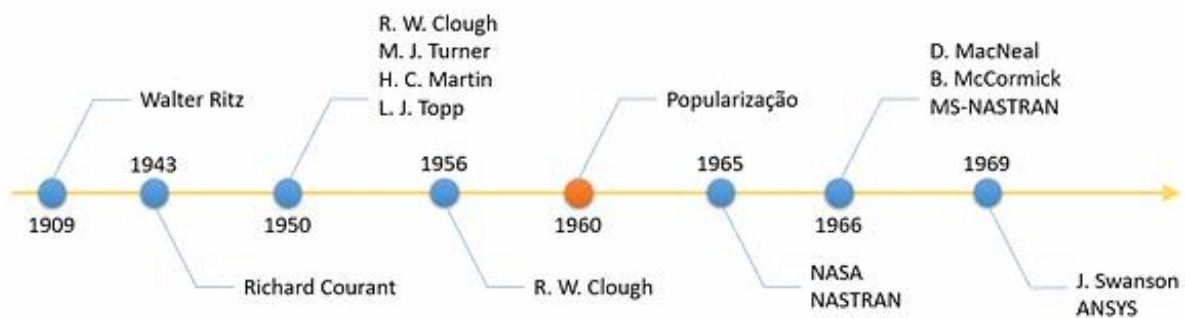 R. W. Clough
M. J. Turner
H. C. Martin
L. J. Topp
D. MacNeal
B. McCormick
MS-NASTRAN
Walter Ritz
Popularização
1943
1956
1965
1969
1909
1950
1960
1966
Richard Courant
R. W. Clough
NASA
NASTRAN
J. Swanson
ANSYS